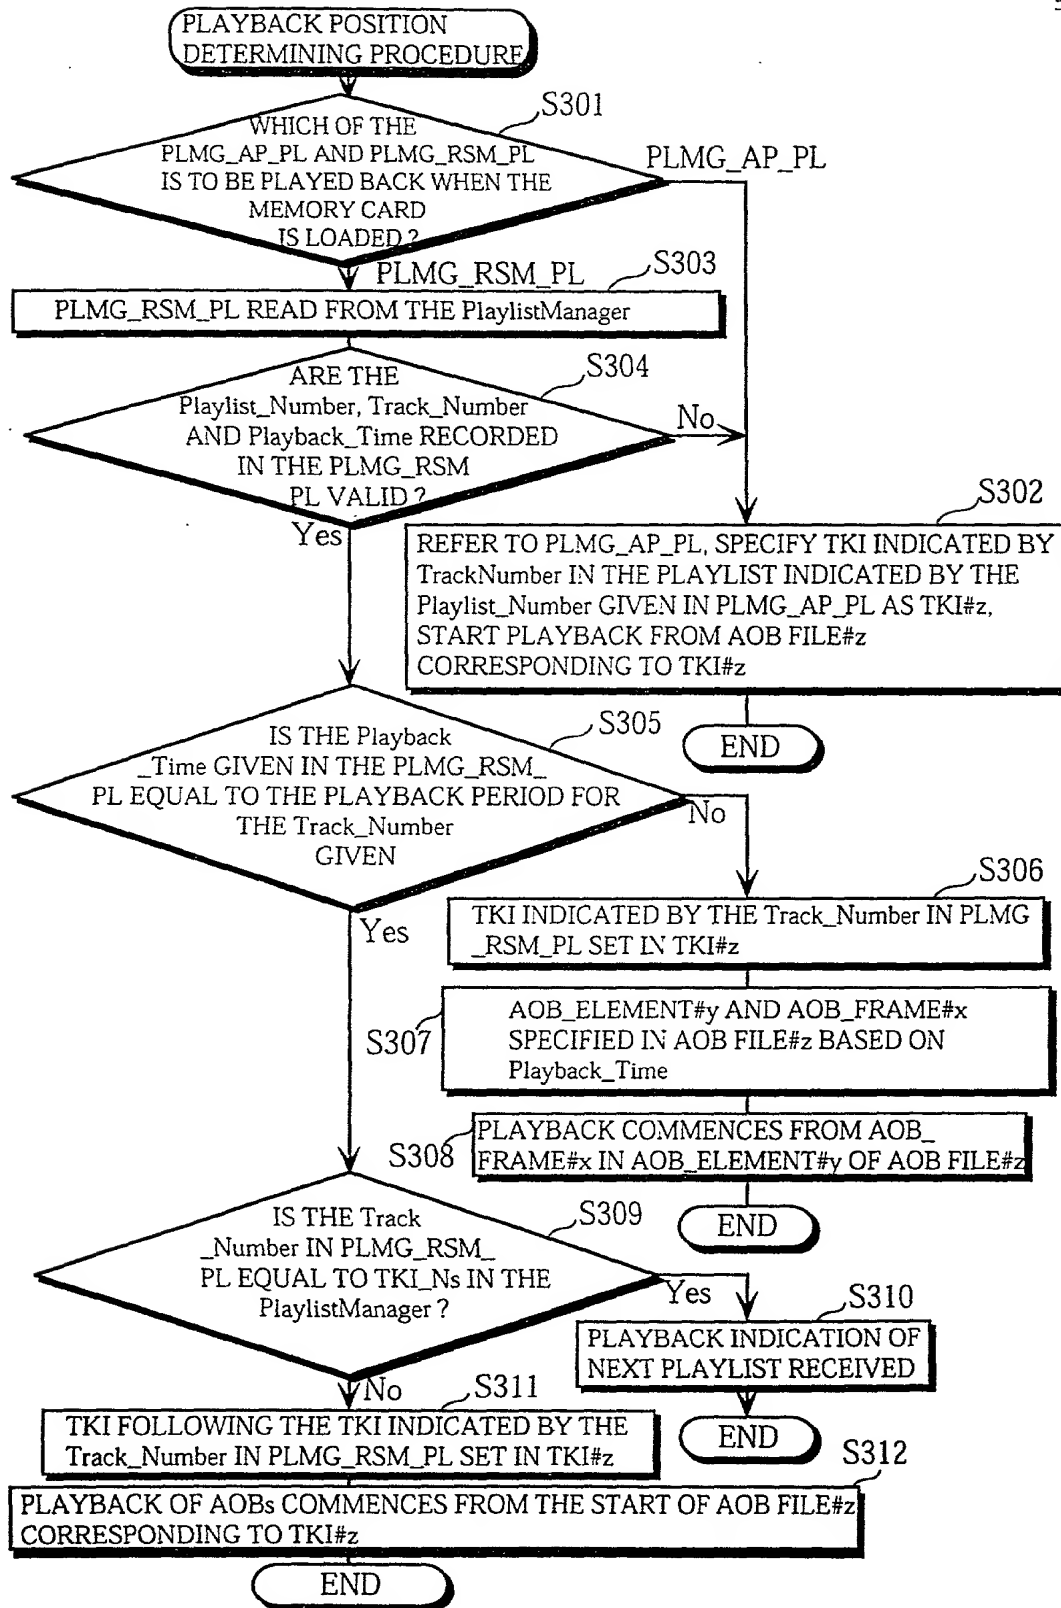 PLAYBACK POSITION
DETERMINING PROCEDURE
S301
WHICH OF THE
PLMG_AP_PL AND PLMG_RSM_PL
IS TO BE PLAYED BACK WHEN THE
MEMORY CARD
IS LOADED ?
PLMG_AP_PL
PLMG_RSM_PL
S303
PLMG_RSM_PL READ FROM THE PlaylistManager
S304
ARE THE
Playlist_Number, Track_Number
AND Playback_Time RECORDED
IN THE PLMG_RSM
PL VALID ?
No
Yes
S302
REFER TO PLMG_AP_PL, SPECIFY TKI INDICATED BY
TrackNumber IN THE PLAYLIST INDICATED BY THE
Playlist_Number GIVEN IN PLMG_AP_PL AS TKI#z,
START PLAYBACK FROM AOB FILE#z
CORRESPONDING TO TKI#z
END
S305
IS THE Playback
_Time GIVEN IN THE PLMG_RSM_
PL EQUAL TO THE PLAYBACK PERIOD FOR
THE Track_Number
GIVEN
No
Yes
S306
TKI INDICATED BY THE Track_Number IN PLMG
_RSM_PL SET IN TKI#z
S307
AOB_ELEMENT#y AND AOB_FRAME#x
SPECIFIED IN AOB FILE#z BASED ON
Playback_Time
S308
PLAYBACK COMMENCES FROM AOB_
FRAME#x IN AOB_ELEMENT#y OF AOB FILE#z
END
S309
IS THE Track
_Number IN PLMG_RSM_
PL EQUAL TO TKI_Ns IN THE
PlaylistManager ?
Yes
S310
PLAYBACK INDICATION OF
NEXT PLAYLIST RECEIVED
END
No
S311
TKI FOLLOWING THE TKI INDICATED BY THE
Track_Number IN PLMG_RSM_PL SET IN TKI#z
S312
PLAYBACK OF AOBs COMMENCES FROM THE START OF AOB FILE#z
CORRESPONDING TO TKI#z
END